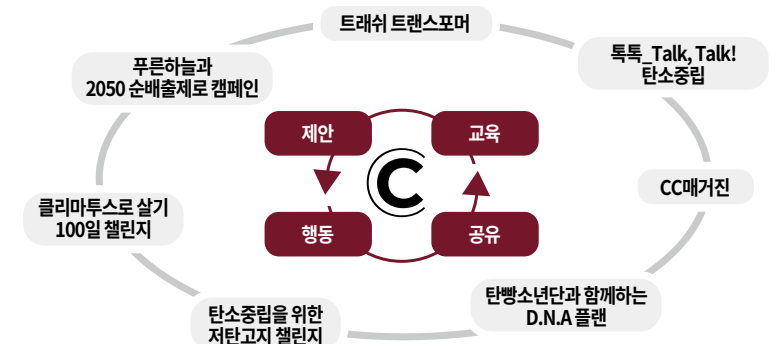 트래쉬 트랜스포머
푸른하늘과
2050 순배출제로 캠페인
톡톡_Talk, Talk!
탄소중립
제안
교육
C
CC매거진
클리마투스로 살기
100일 챌린지
행동
공유
탄빵소년단과 함께하는
D.N.A 플랜
탄소중립을 위한
저탄고지 챌린지